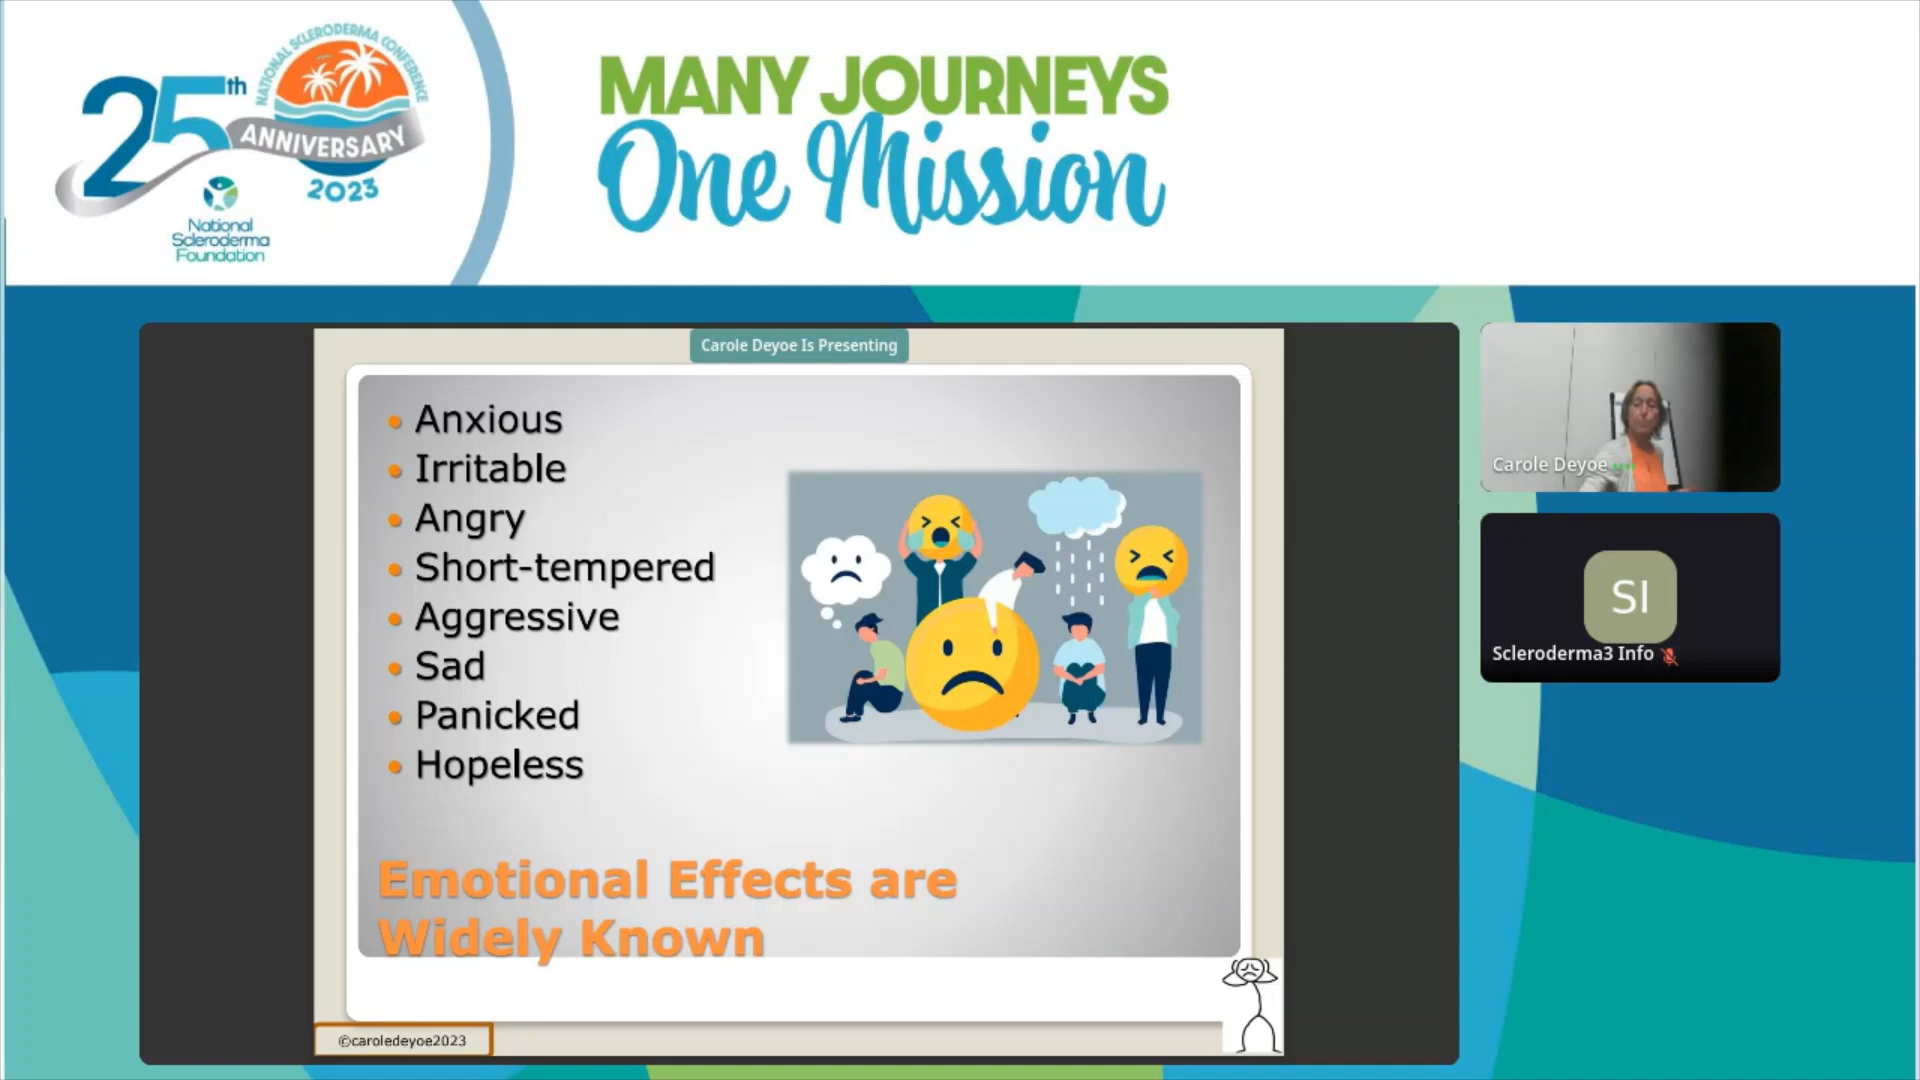 25th
NATIONAL SCLERODERMA CONFERENCE
ANNIVERSARY
2023
National
Scleroderma
Foundation
MANY JOURNEYS
One Mission
Carole Deyoe Is Presenting
• Anxious
• Irritable
• Angry
• Short-tempered
• Aggressive
• Sad
• Panicked
• Hopeless
Emotional Effects are
Widely Known
©caroledeyoe2023
Carole Deyoe
SI
Scleroderma3 Info